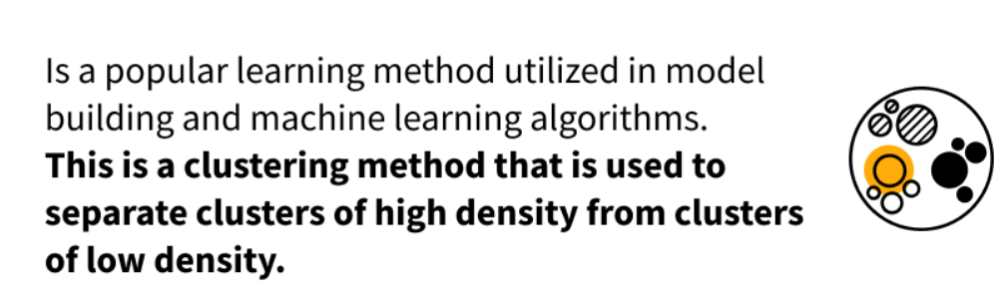 Is a popular learning method utilized in model
building and machine learning algorithms.
This is a clustering method that is used to
separate clusters of high density from clusters
of low density.